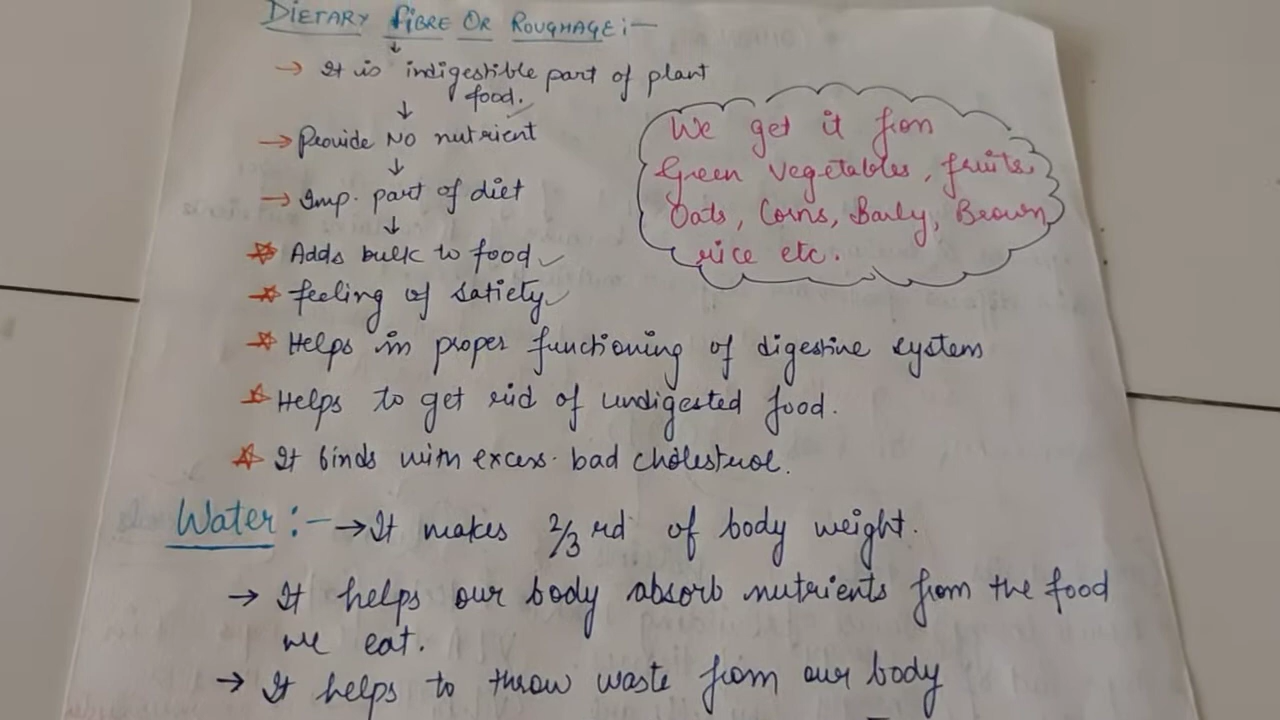 DIETARY FIBRE OR ROUGHAGE :-
↓
→ It is indigestible part of plant
food.
↓
→ Provide NO nutrient
↓
→ Imp. part of diet
↓
☆ Adds bulk to food ✓
☆ feeling of satiety ✓
☆ Helps in proper functioning of digestive system
☆ Helps to get rid of undigested food.
☆ It binds with excess bad cholesterol.
We get it from
Green vegetables, fruits,
Oats, Corns, Barly, Brown
rice etc.
Water :- → It makes 2/3 rd of body weight.
→ It helps our body absorb nutrients from the food
we eat.
→ It helps to throw waste from our body